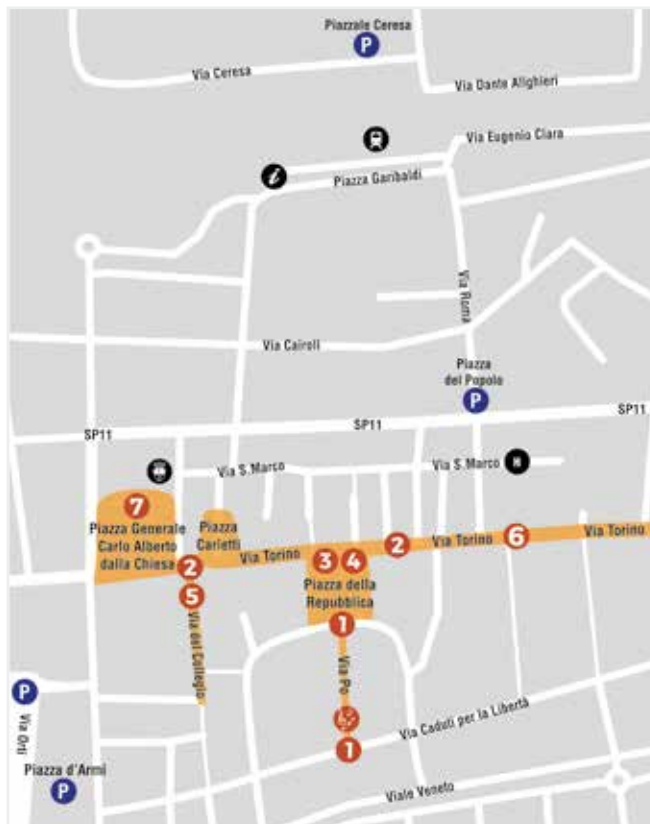 Piazzale Ceresa
P
Via Ceresa
Via Dante Alighieri
Via Eugenio Clara
i
Piazza Garibaldi
Via Roma
Via Cairoli
Piazza
del Popolo
P
SP11
SP11
SP11
Via S.Marco
Via S.Marco
H
7
Piazza Generale
Carlo Alberto
dalla Chiesa
Piazza
Carletti
2
Via Torino
3
4
2
Via Torino
6
Via Torino
5
Piazza della
Repubblica
1
Via del Collegio
Via Po
1
Via Caduti per la Libertà
P
Via Orti
Piazza d'Armi
P
Viale Veneto